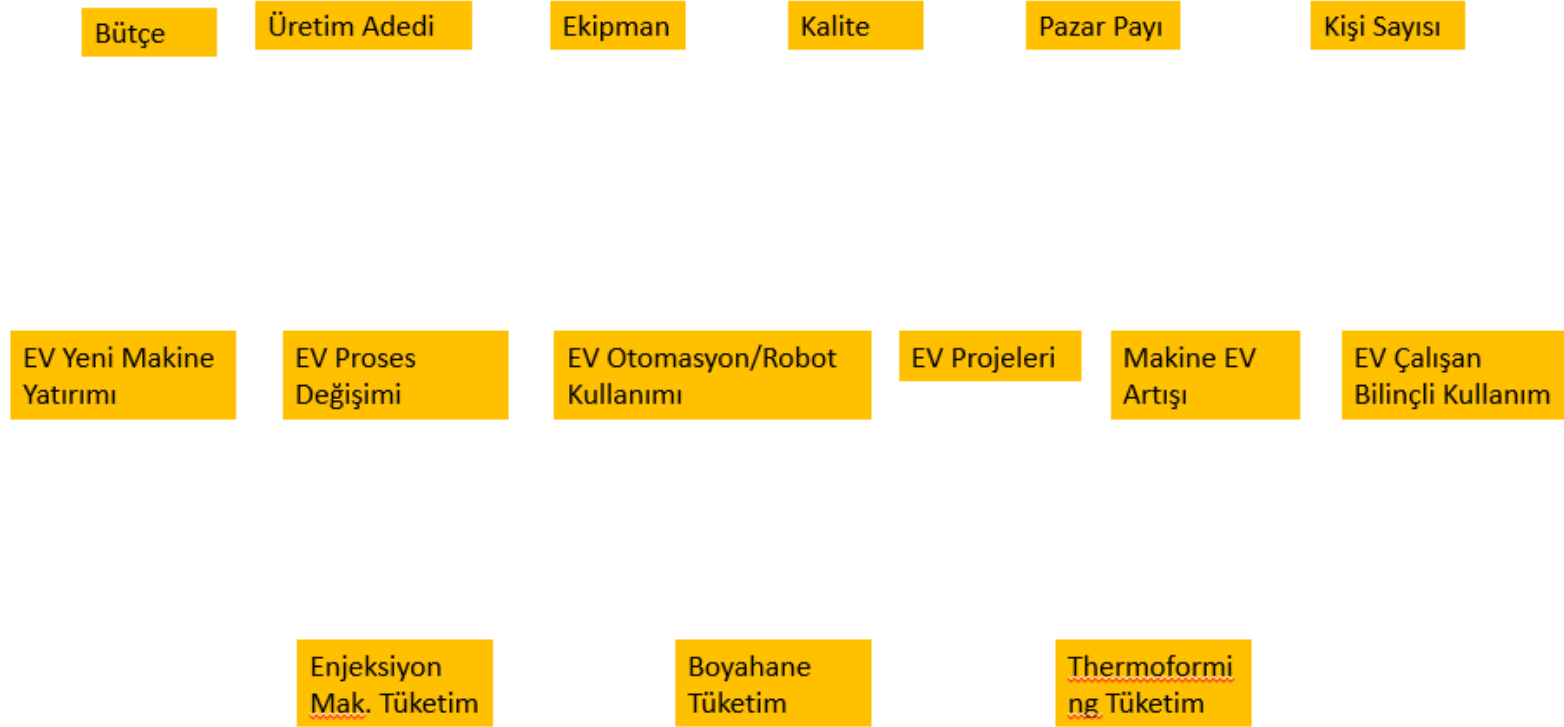 Bütçe
Üretim Adedi
Ekipman
Kalite
Pazar Payı
Kişi Sayısı
EV Yeni Makine
Yatırımı
EV Proses
Değişimi
EV Otomasyon/Robot
Kullanımı
EV Projeleri
Makine EV
Artışı
EV Çalışan
Bilinçli Kullanım
Enjeksiyon
Mak. Tüketim
Boyahane
Tüketim
Thermoformi
ng Tüketim